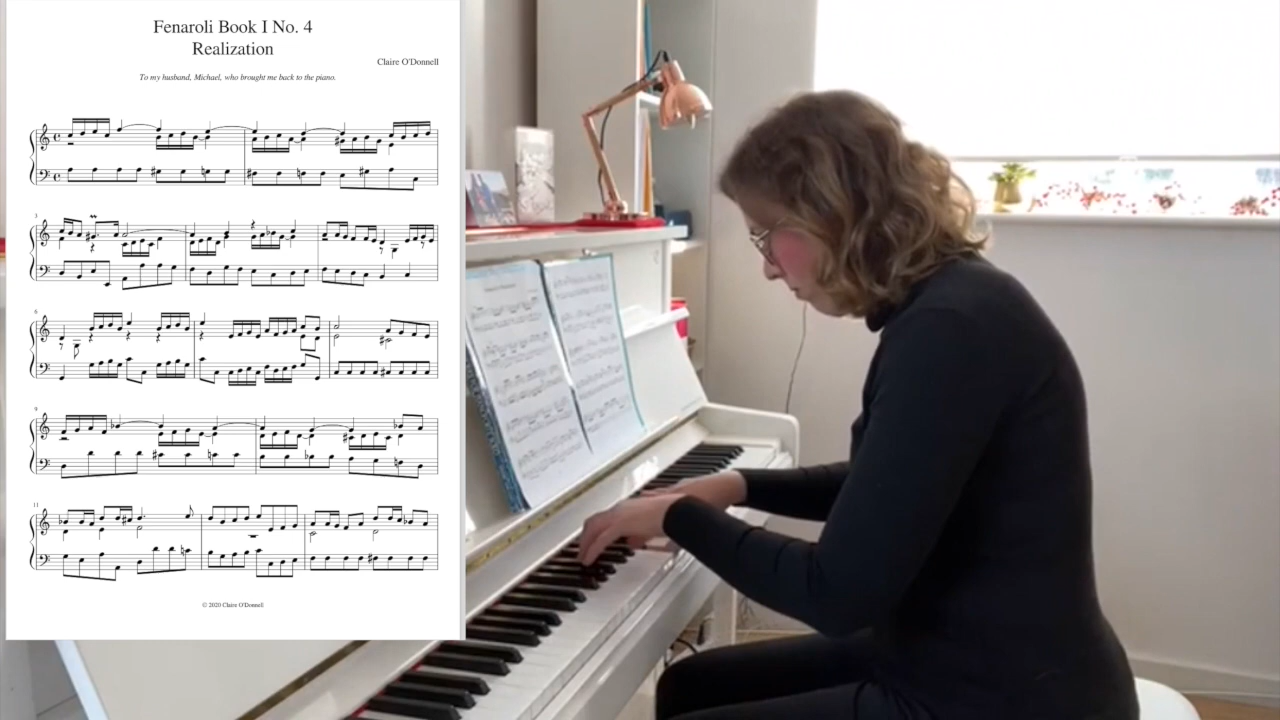 Fenaroli Book I No. 4
Realization
Claire O'Donnell
To my husband, Michael, who brought me back to the piano.
3
6
9
11
© 2020 Claire O'Donnell